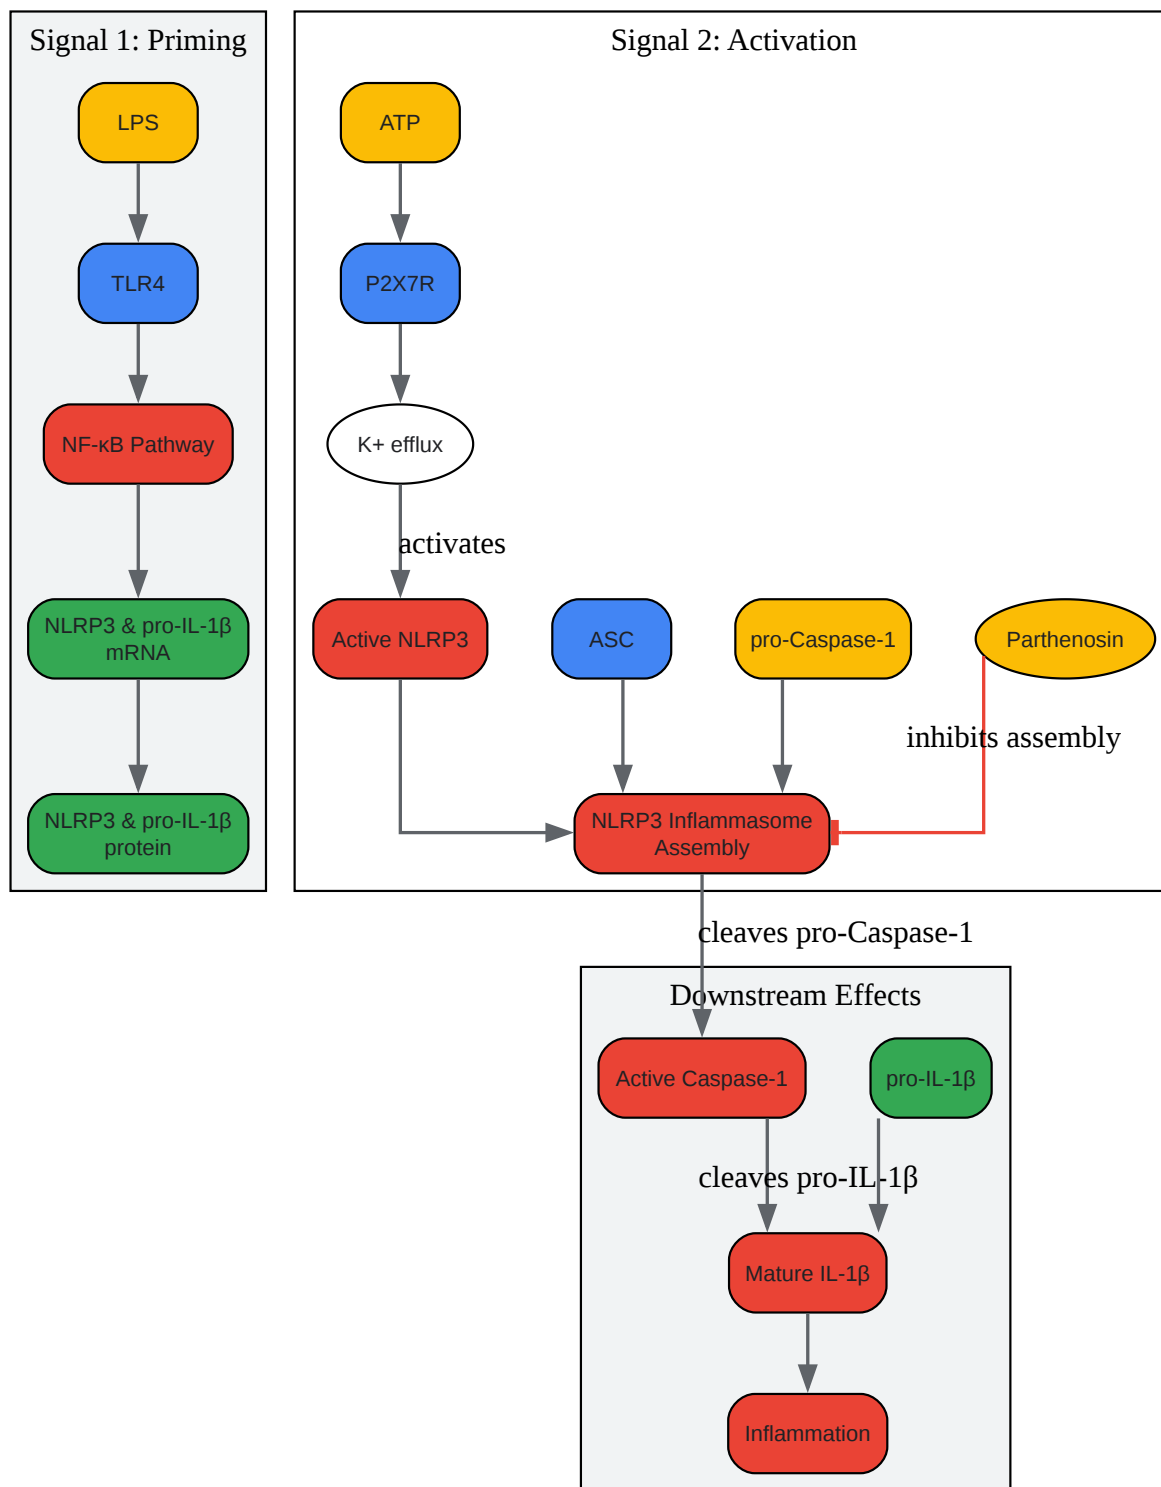 Signal 1: Priming
LPS
TLR4
NF-κB Pathway
NLRP3 & pro-IL-1β
mRNA
NLRP3 & pro-IL-1β
protein
Signal 2: Activation
ATP
P2X7R
K+ efflux
activates
Active NLRP3
ASC
pro-Caspase-1
Parthenosin
inhibits assembly
NLRP3 Inflammasome
Assembly
cleaves pro-Caspase-1
Downstream Effects
Active Caspase-1
pro-IL-1β
cleaves pro-IL-1β
Mature IL-1β
Inflammation